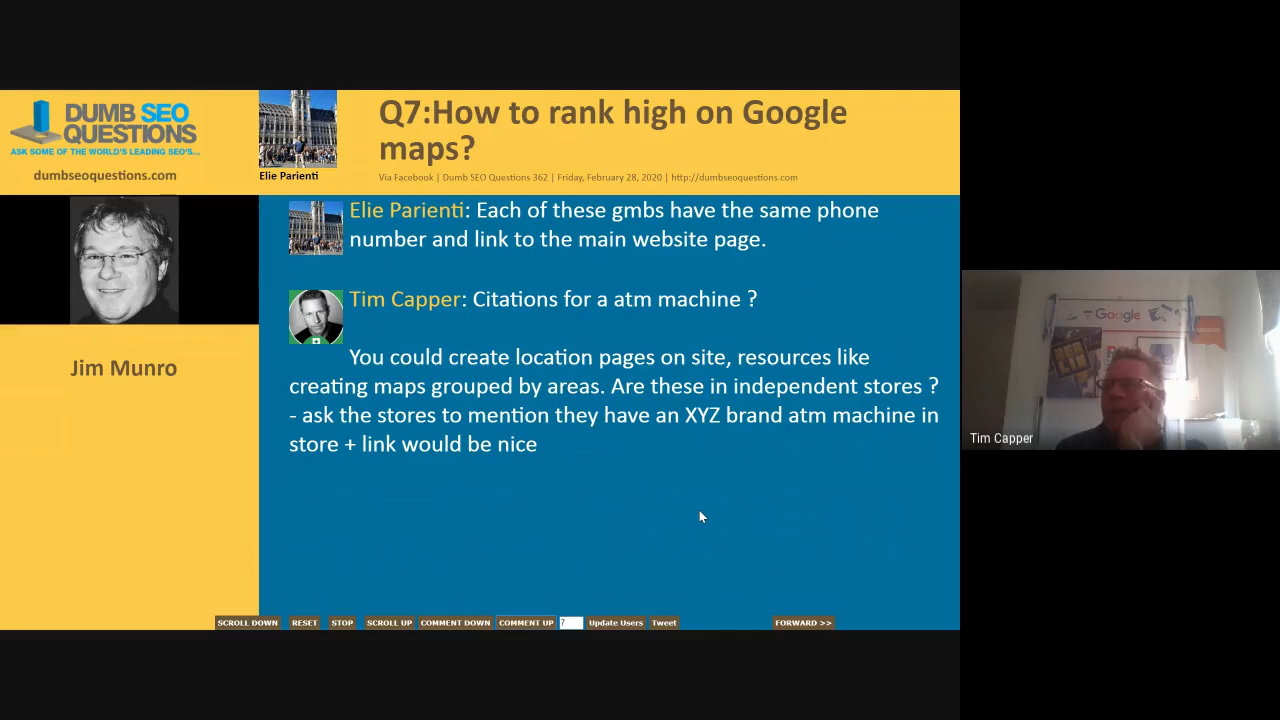 DUMB SEO
QUESTIONS
ASK SOME OF THE WORLD'S LEADING SEO'S...
dumbseoquestions.com
Elie Parienti
Q7:How to rank high on Google
maps?
Via Facebook | Dumb SEO Questions 362 | Friday, February 28, 2020 | http://dumbseoquestions.com
Jim Munro
Elie Parienti: Each of these gmbs have the same phone
number and link to the main website page.
Tim Capper: Citations for a atm machine ?
You could create location pages on site, resources like
creating maps grouped by areas. Are these in independent stores ?
- ask the stores to mention they have an XYZ brand atm machine in
store + link would be nice
Google
Tim Capper
SCROLL DOWN RESET STOP SCROLL UP COMMENT DOWN COMMENT UP 7 Update Users Tweet FORWARD >>